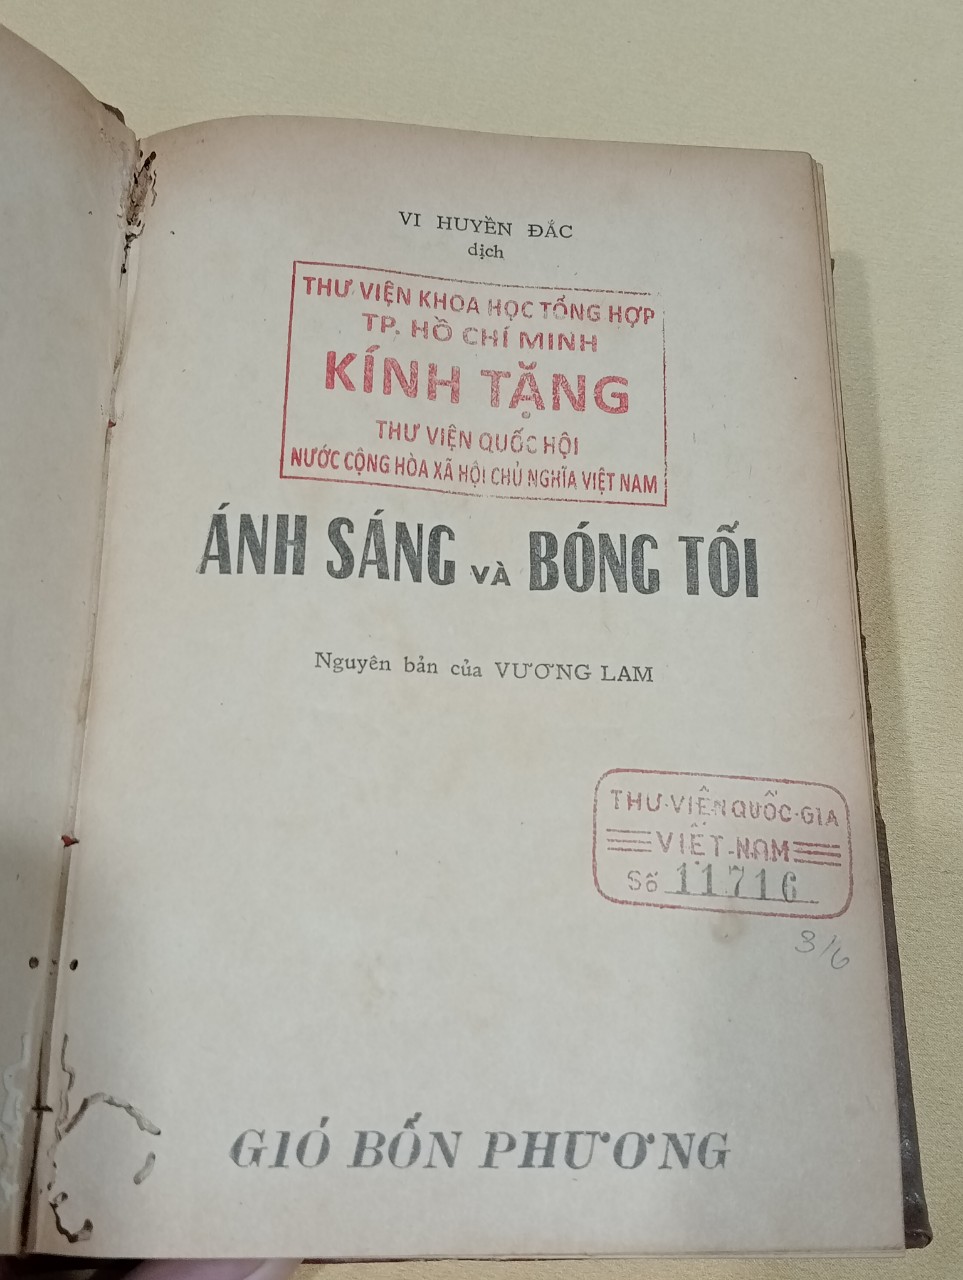 VI HUYỀN ĐẮC
dịch
THƯ VIỆN KHOA HỌC TỔNG HỢP
TP. HỒ CHÍ MINH
KÍNH TẶNG
THƯ VIỆN QUỐC HỘI
NƯỚC CỘNG HÒA XÃ HỘI CHỦ NGHĨA VIỆT NAM
ÁNH SÁNG VÀ BÓNG TỐI
Nguyên bản của VƯƠNG LAM
THƯ-VIỆN QUỐC-GIA
VIỆT-NAM
Số 11716
3/6
GIÓ BỐN PHƯƠNG